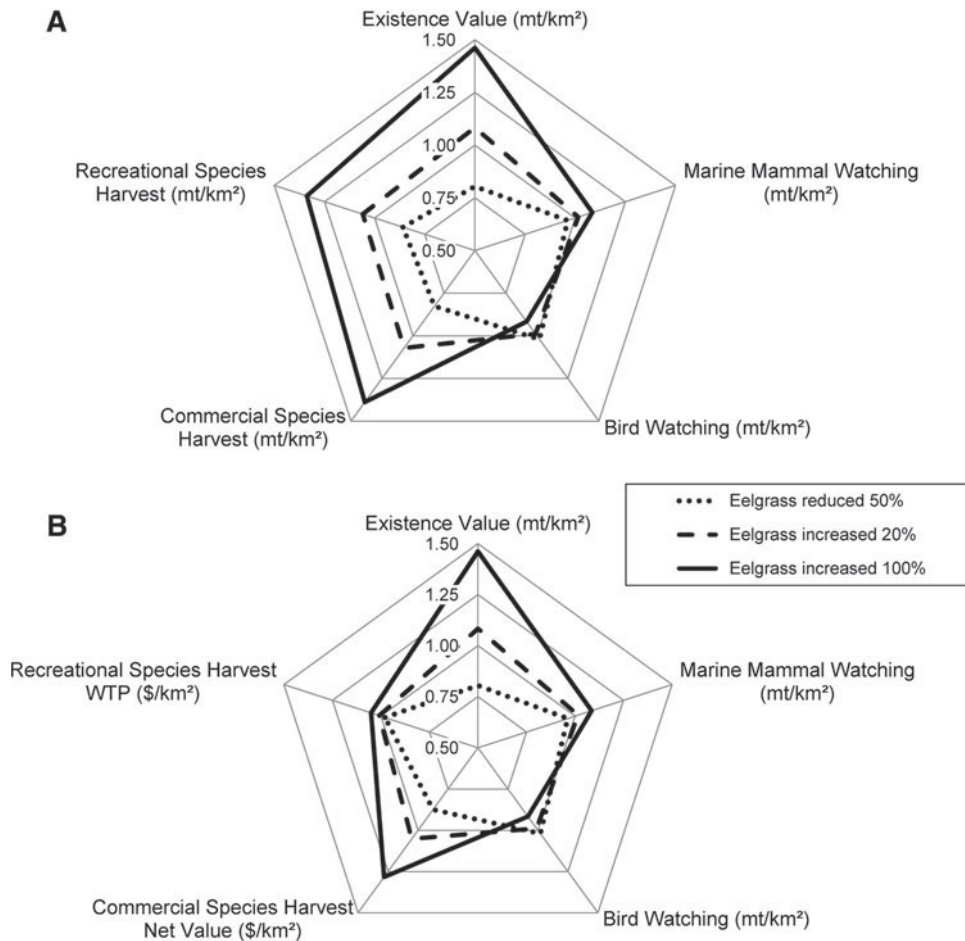 A
Existence Value (mt/km²)
1.50
1.25
1.00
0.75
0.50
Recreational Species
Harvest (mt/km²)
Marine Mammal Watching
(mt/km²)
Commercial Species
Harvest (mt/km²)
Bird Watching (mt/km²)
Eelgrass reduced 50%
Eelgrass increased 20%
Eelgrass increased 100%
B
Existence Value (mt/km²)
1.50
1.25
1.00
0.75
0.50
Recreational Species Harvest
WTP ($/km²)
Marine Mammal Watching
(mt/km²)
Commercial Species Harvest
Net Value ($/km²)
Bird Watching (mt/km²)